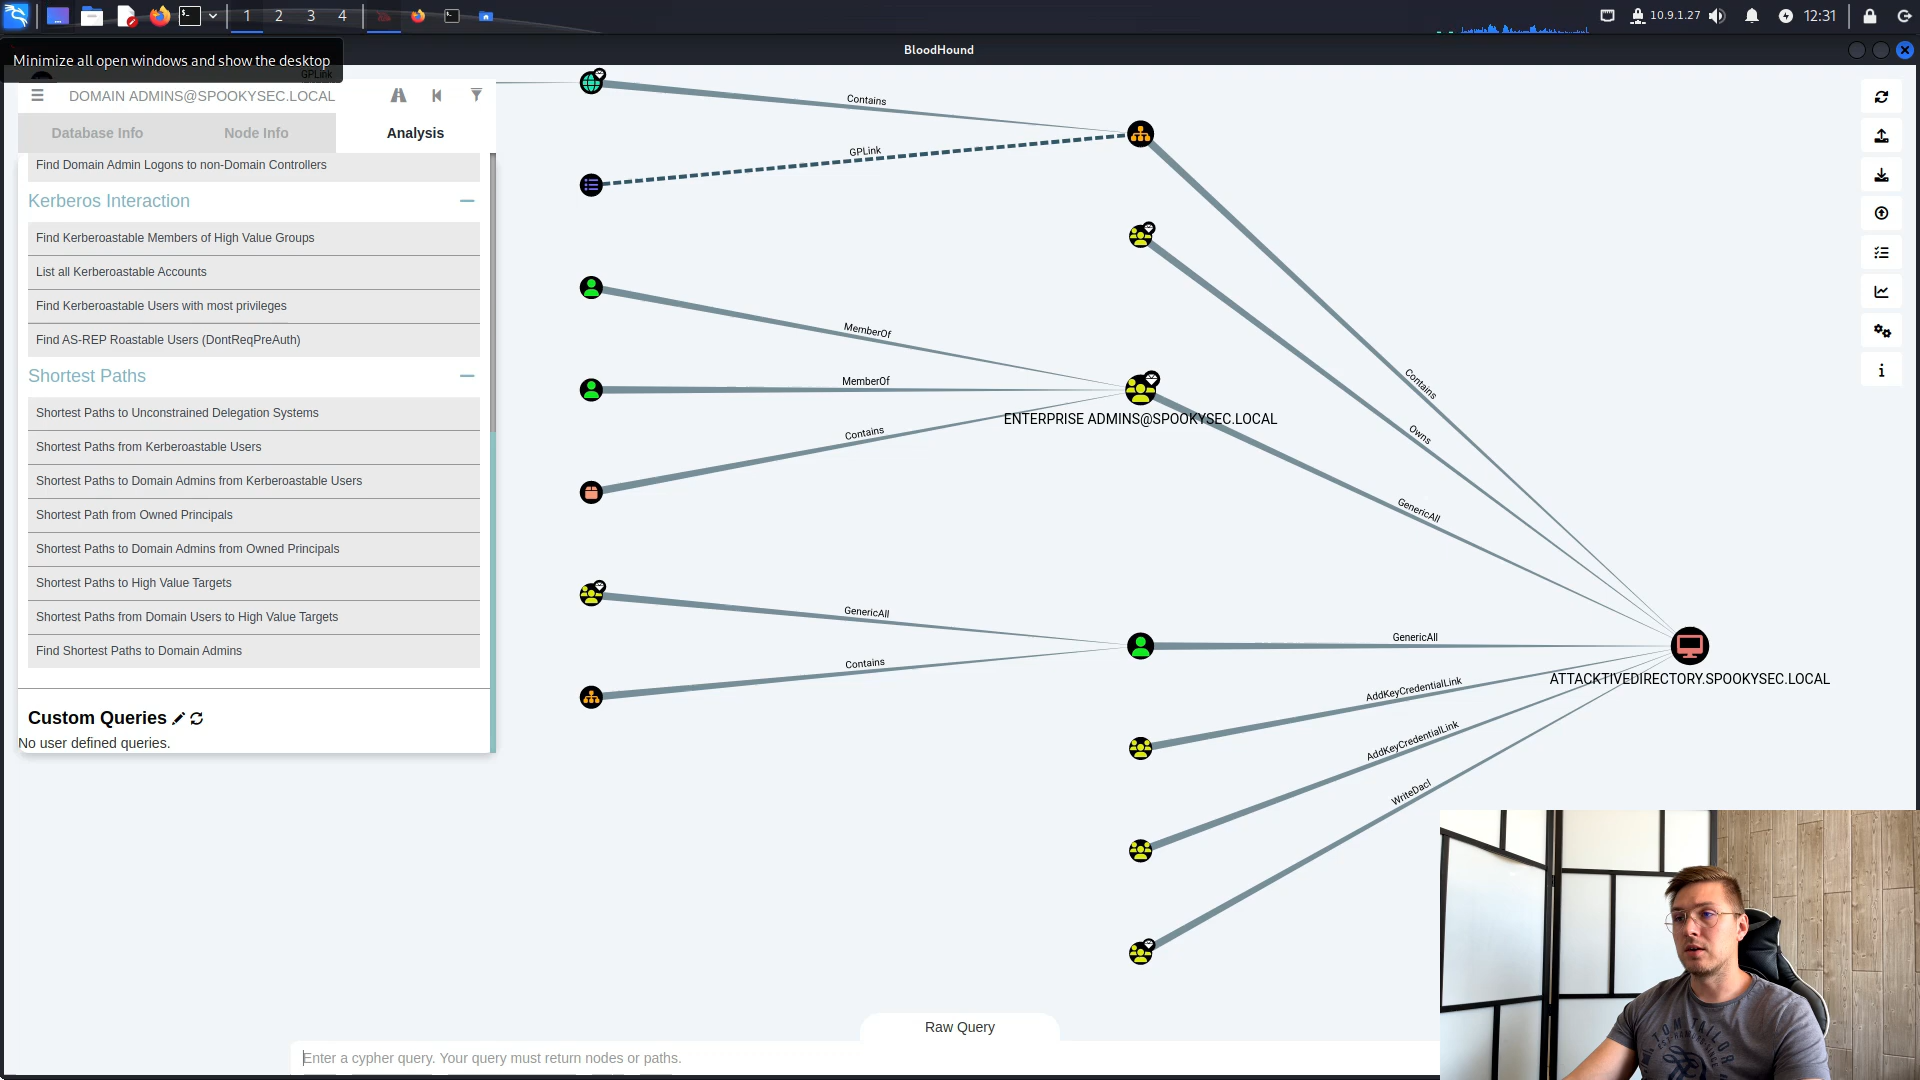 1
2
3
4
10.9.1.27
12:31
BloodHound
Minimize all open windows and show the desktop
GPLink
DOMAIN ADMINS@SPOOKYSEC.LOCAL
Database Info
Node Info
Analysis
Find Domain Admin Logons to non-Domain Controllers
Kerberos Interaction
Find Kerberoastable Members of High Value Groups
List all Kerberoastable Accounts
Find Kerberoastable Users with most privileges
Find AS-REP Roastable Users (DontReqPreAuth)
Shortest Paths
Shortest Paths to Unconstrained Delegation Systems
Shortest Paths from Kerberoastable Users
Shortest Paths to Domain Admins from Kerberoastable Users
Shortest Path from Owned Principals
Shortest Paths to Domain Admins from Owned Principals
Shortest Paths to High Value Targets
Shortest Paths from Domain Users to High Value Targets
Find Shortest Paths to Domain Admins
Custom Queries
No user defined queries.
Contains
GPLink
MemberOf
MemberOf
Contains
GenericAll
Contains
ENTERPRISE ADMINS@SPOOKYSEC.LOCAL
Contains
Owns
GenericAll
GenericAll
AddKeyCredentialLink
AddKeyCredentialLink
WriteDacl
ATTACKTIVEDIRECTORY.SPOOKYSEC.LOCAL
Raw Query
Enter a cypher query. Your query must return nodes or paths.
TOM TAILOR